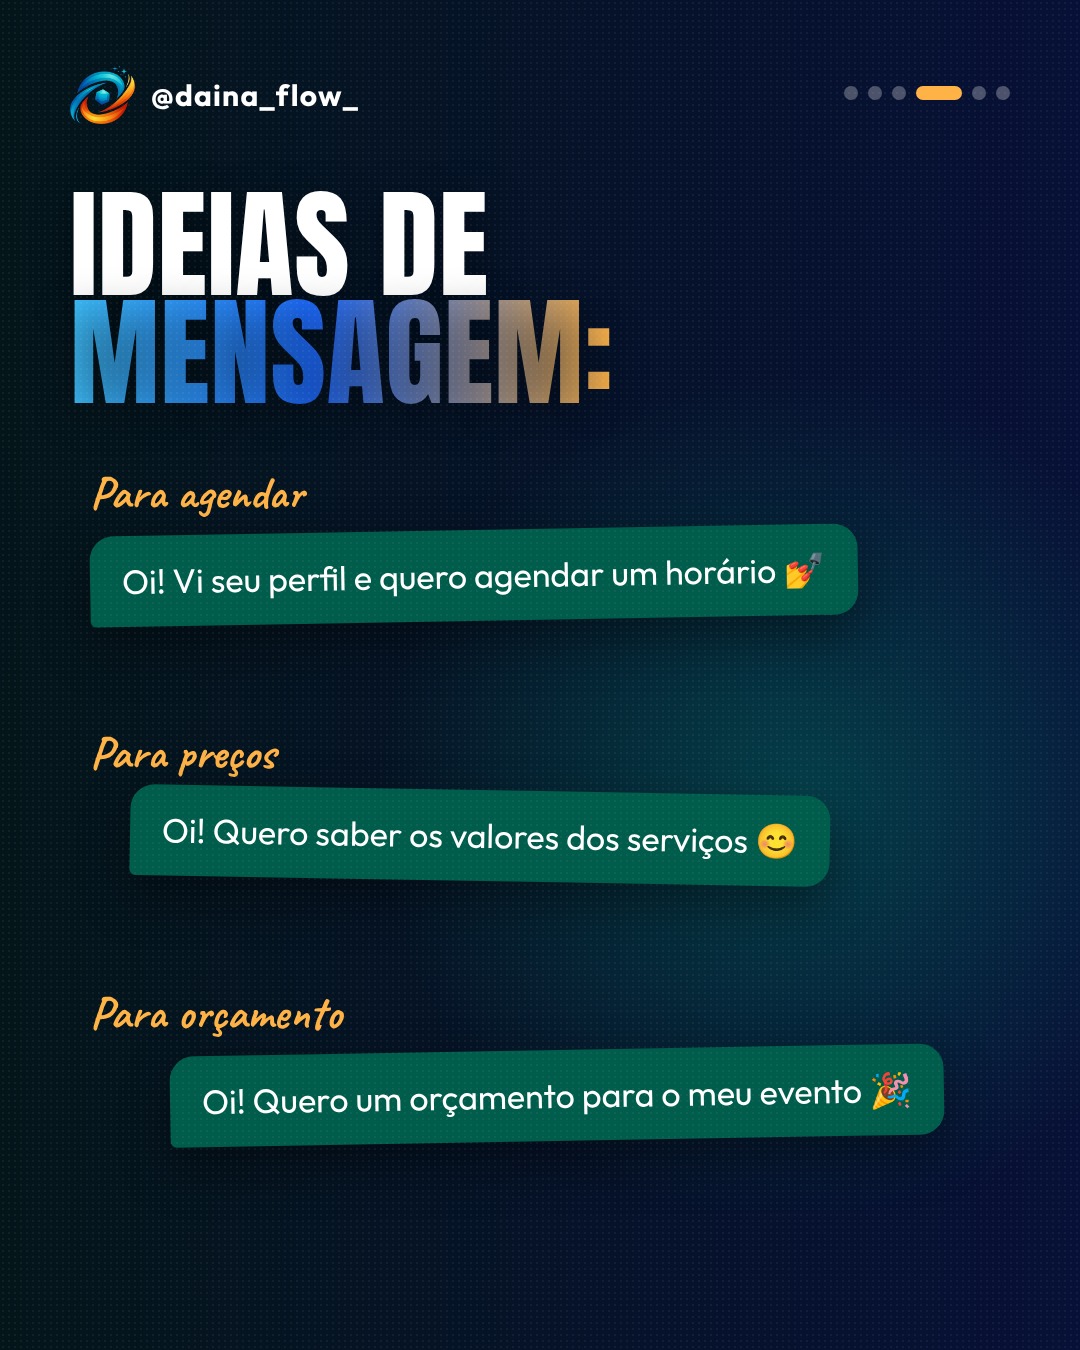 @daina_flow_
IDEIAS DE
MENSAGEM:
Para agendar
Oi! Vi seu perfil e quero agendar um horário 💅
Para preços
Oi! Quero saber os valores dos serviços 😊
Para orçamento
Oi! Quero um orçamento para o meu evento 🎉